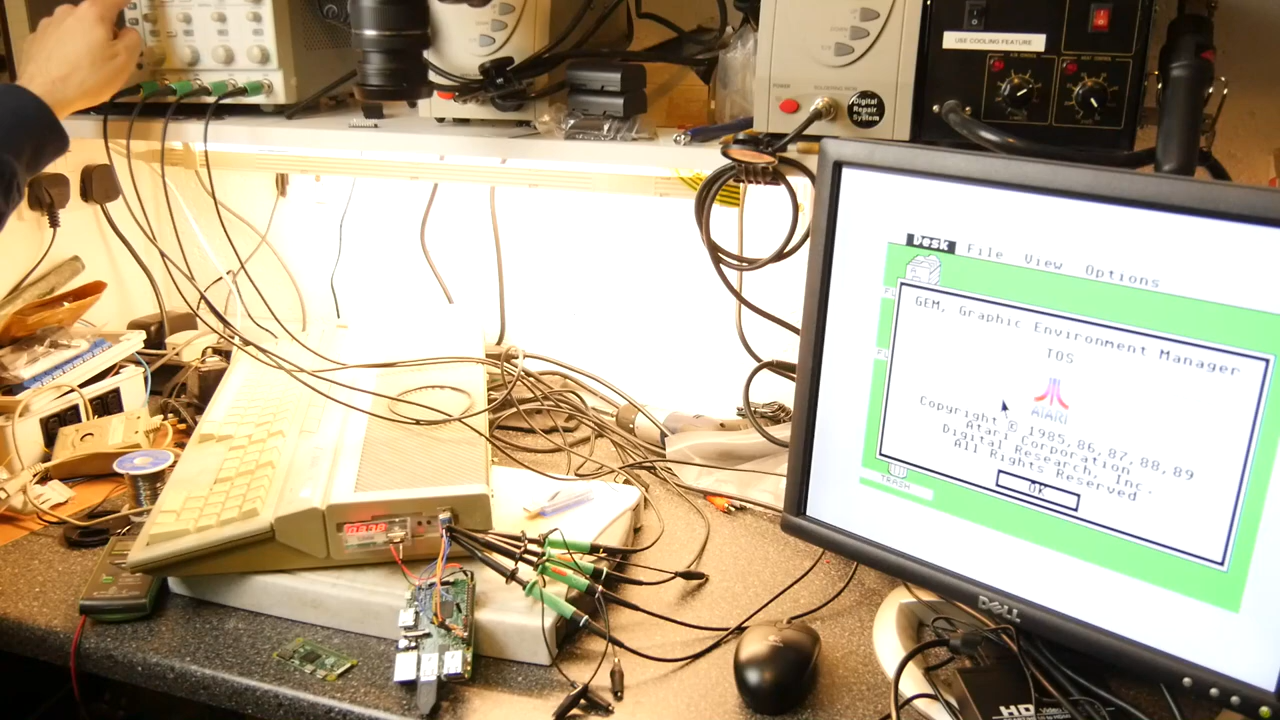 USE COOLING FEATURE
POWER
Digital
Repair
System
Desk File View Options
GEM, Graphic Environment Manager
TOS
ATARI
Copyright © 1985,86,87,88,89
Atari Corporation
Digital Research, Inc.
All Rights Reserved
OK
TRASH
DELL
HD